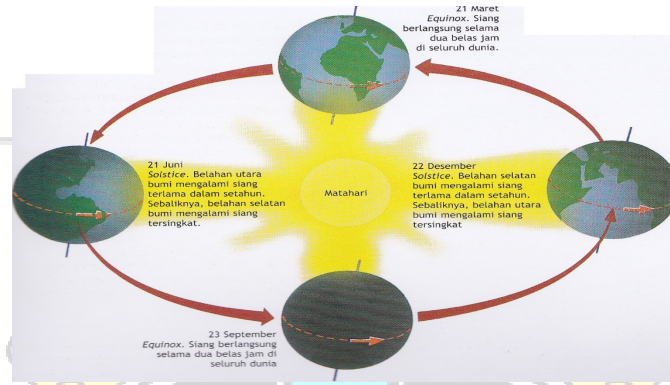 21 Maret
Equinox. Siang
berlangsung selama
dua belas jam
di seluruh dunia.
21 Juni
Solstice. Belahan utara
bumi mengalami siang
terlama dalam setahun.
Sebaliknya, belahan selatan
bumi mengalami siang
tersingkat.
Matahari
22 Desember
Solstice. Belahan selatan
bumi mengalami siang
terlama dalam setahun.
Sebaliknya, belahan utara
bumi mengalami siang
tersingkat
23 September
Equinox. Siang berlangsung
selama dua belas jam di
seluruh dunia